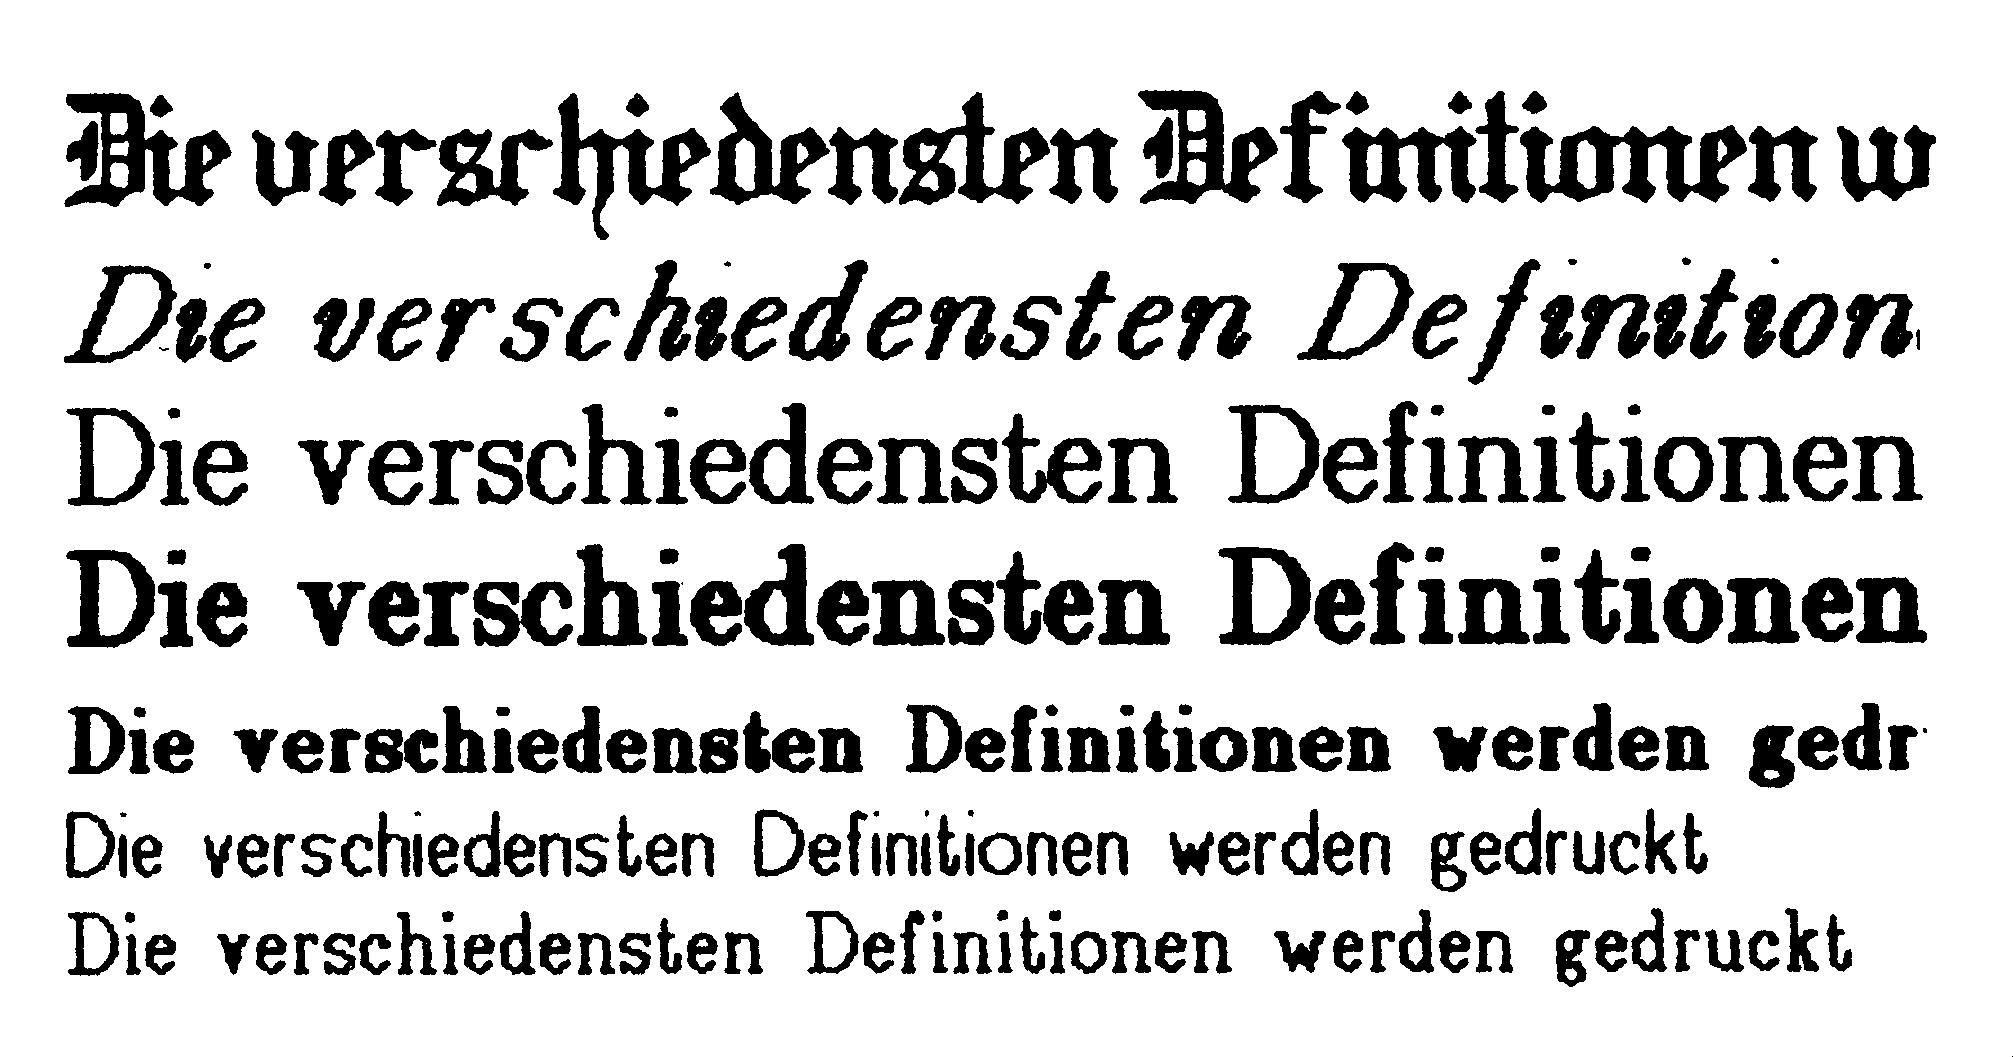 Die verschiedensten Definitionen w
Die verschiedensten Definition
Die verschiedensten Definitionen
Die verschiedensten Definitionen
Die verschiedensten Definitionen werden gedr
Die verschiedensten Definitionen werden gedruckt
Die verschiedensten Definitionen werden gedruckt